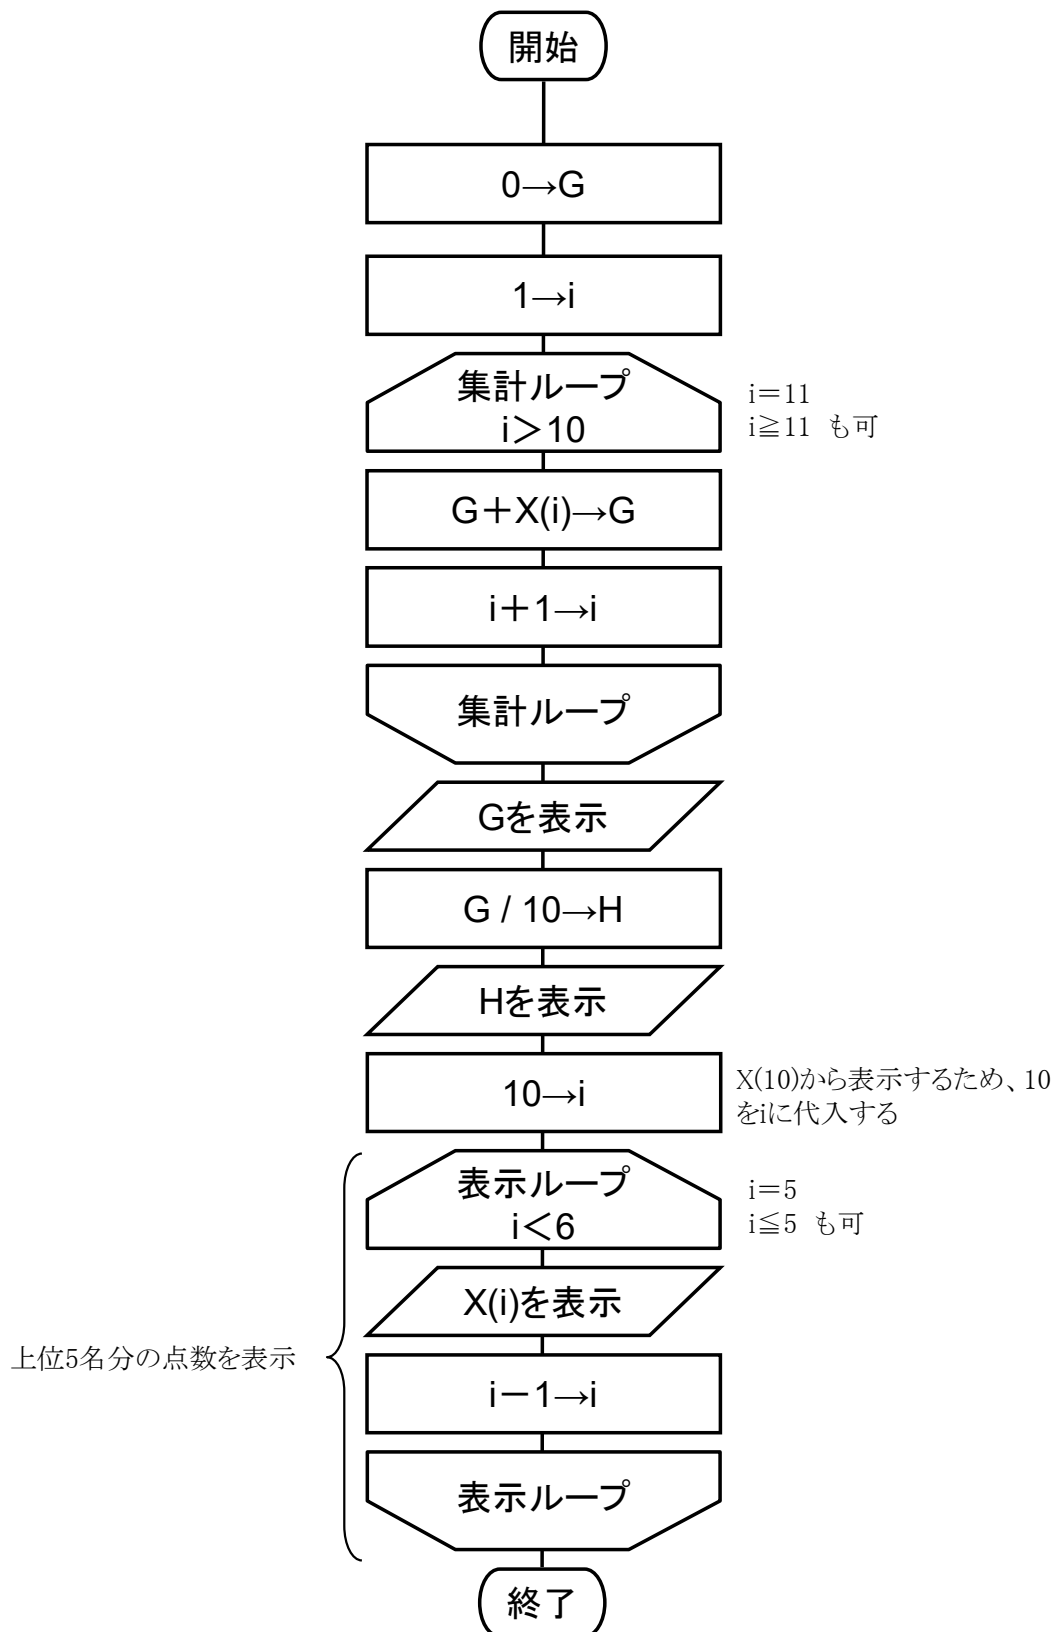 開始
0→G
1→i
集計ループ
i＞10
i＝11
i≧11 も可
G＋X(i)→G
i＋1→i
集計ループ
Gを表示
G / 10→H
Hを表示
10→i
X(10)から表示するため、10
をiに代入する
表示ループ
i＜6
i＝5
i≦5 も可
X(i)を表示
上位5名分の点数を表示
i－1→i
表示ループ
終了